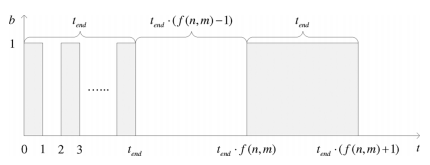 b t_end t_end · (f(n,m) − 1) t_end
1
......
0 1 2 3 t_end t_end · f(n,m) t_end · (f(n,m) + 1) t